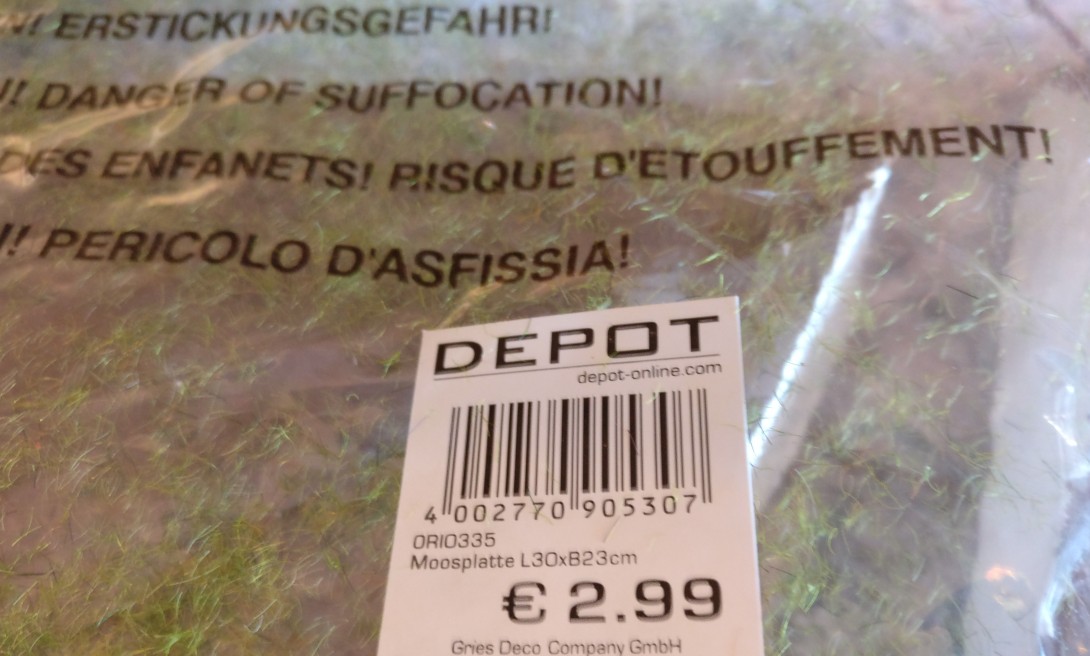 ERSTICKUNGSGEFAHR!
! DANGER OF SUFFOCATION!
DES ENFANETS! RISQUE D'ETOUFFEMENT!
! PERICOLO D'ASFISSIA!
DEPOT
depot-online.com
4 002770 905307
ORI0335
Moosplatte L30xB23cm
€ 2.99
Gries Deco Company GmbH